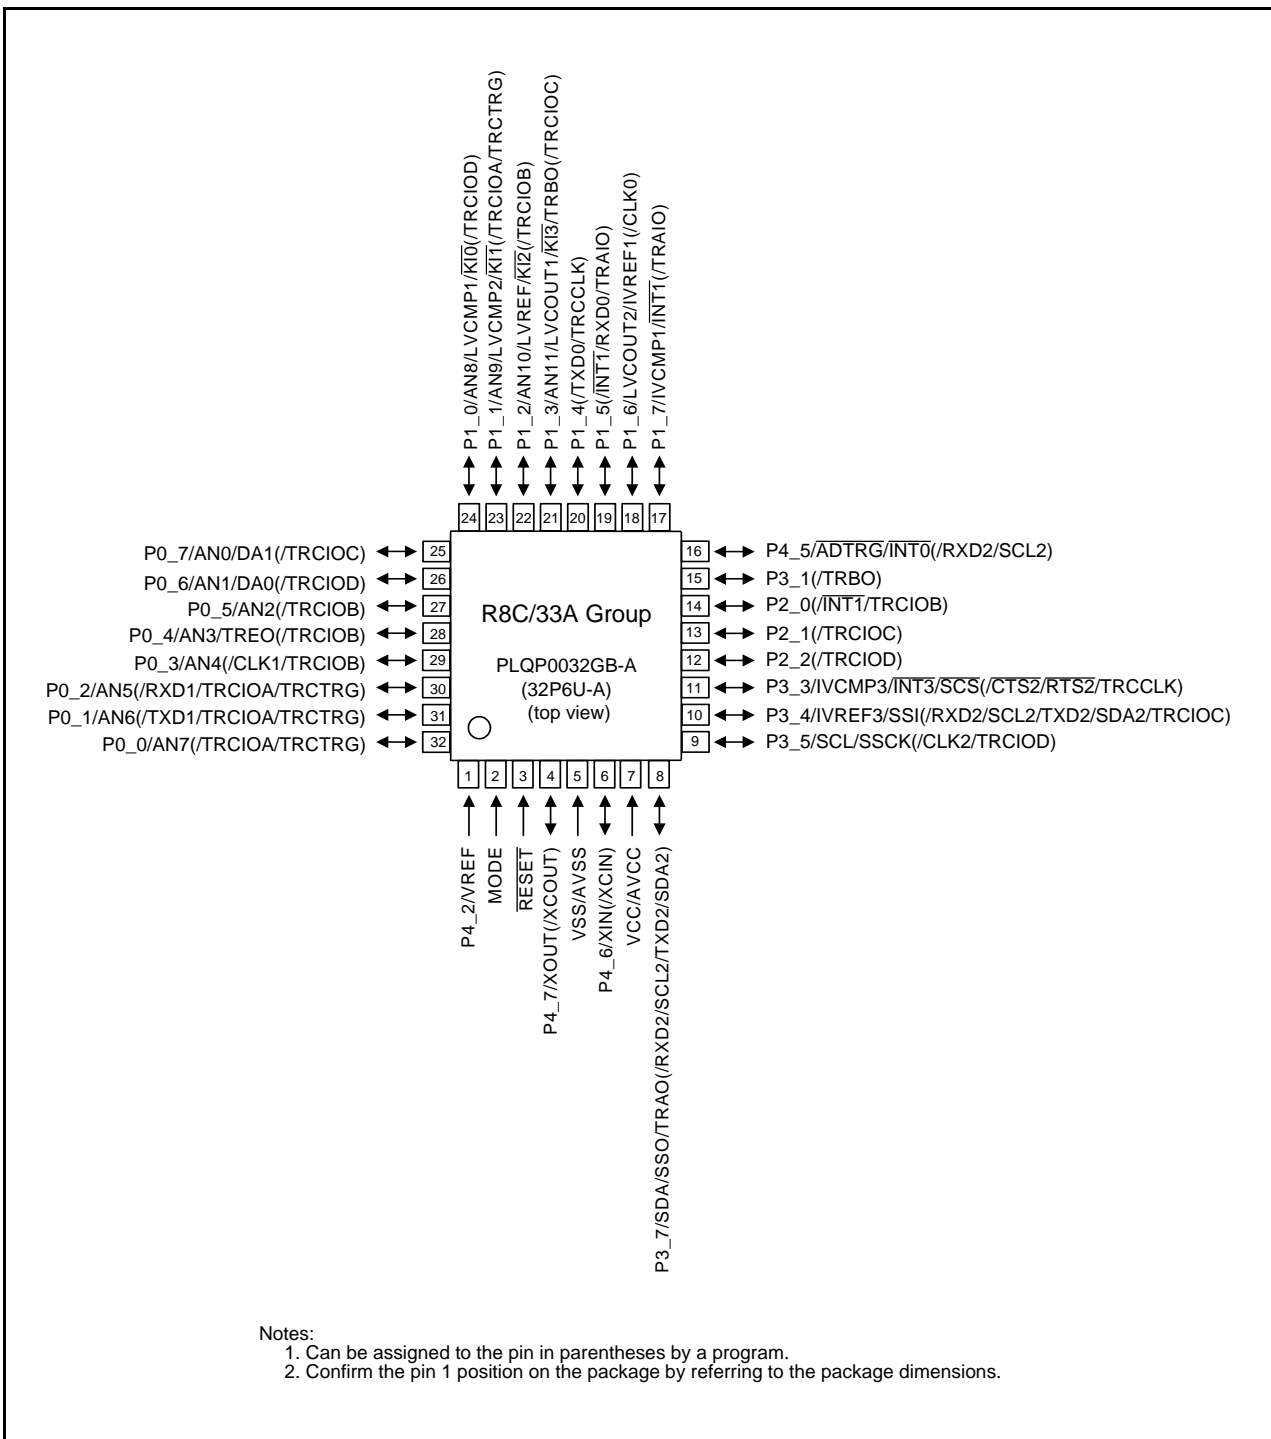 P1_0/AN8/LVCMP1/KI0(/TRCIOD)
P1_1/AN9/LVCMP2/KI1(/TRCIOA/TRCTRG)
P1_2/AN10/LVREF/KI2(/TRCIOB)
P1_3/AN11/LVCOUT1/KI3/TRBO(/TRCIOC)
P1_4(/TXD0/TRCCLK)
P1_5(/INT1/RXD0/TRAIO)
P1_6/LVCOUT2/IVREF1(/CLK0)
P1_7/IVCMP1/INT1(/TRAIO)
24 23 22 21 20 19 18 17
P0_7/AN0/DA1(/TRCIOC) 25
P0_6/AN1/DA0(/TRCIOD) 26
P0_5/AN2(/TRCIOB) 27
P0_4/AN3/TREO(/TRCIOB) 28
P0_3/AN4(/CLK1/TRCIOB) 29
P0_2/AN5(/RXD1/TRCIOA/TRCTRG) 30
P0_1/AN6(/TXD1/TRCIOA/TRCTRG) 31
P0_0/AN7(/TRCIOA/TRCTRG) 32
R8C/33A Group
PLQP0032GB-A
(32P6U-A)
(top view)
16 P4_5/ADTRG/INT0(/RXD2/SCL2)
15 P3_1(/TRBO)
14 P2_0(/INT1/TRCIOB)
13 P2_1(/TRCIOC)
12 P2_2(/TRCIOD)
11 P3_3/IVCMP3/INT3/SCS(/CTS2/RTS2/TRCCLK)
10 P3_4/IVREF3/SSI(/RXD2/SCL2/TXD2/SDA2/TRCIOC)
9 P3_5/SCL/SSCK(/CLK2/TRCIOD)
1 2 3 4 5 6 7 8
P4_2/VREF
MODE
RESET
P4_7/XOUT(/XCOUT)
VSS/AVSS
P4_6/XIN(/XCIN)
VCC/AVCC
P3_7/SDA/SSO/TRAO(/RXD2/SCL2/TXD2/SDA2)
Notes:
1. Can be assigned to the pin in parentheses by a program.
2. Confirm the pin 1 position on the package by referring to the package dimensions.